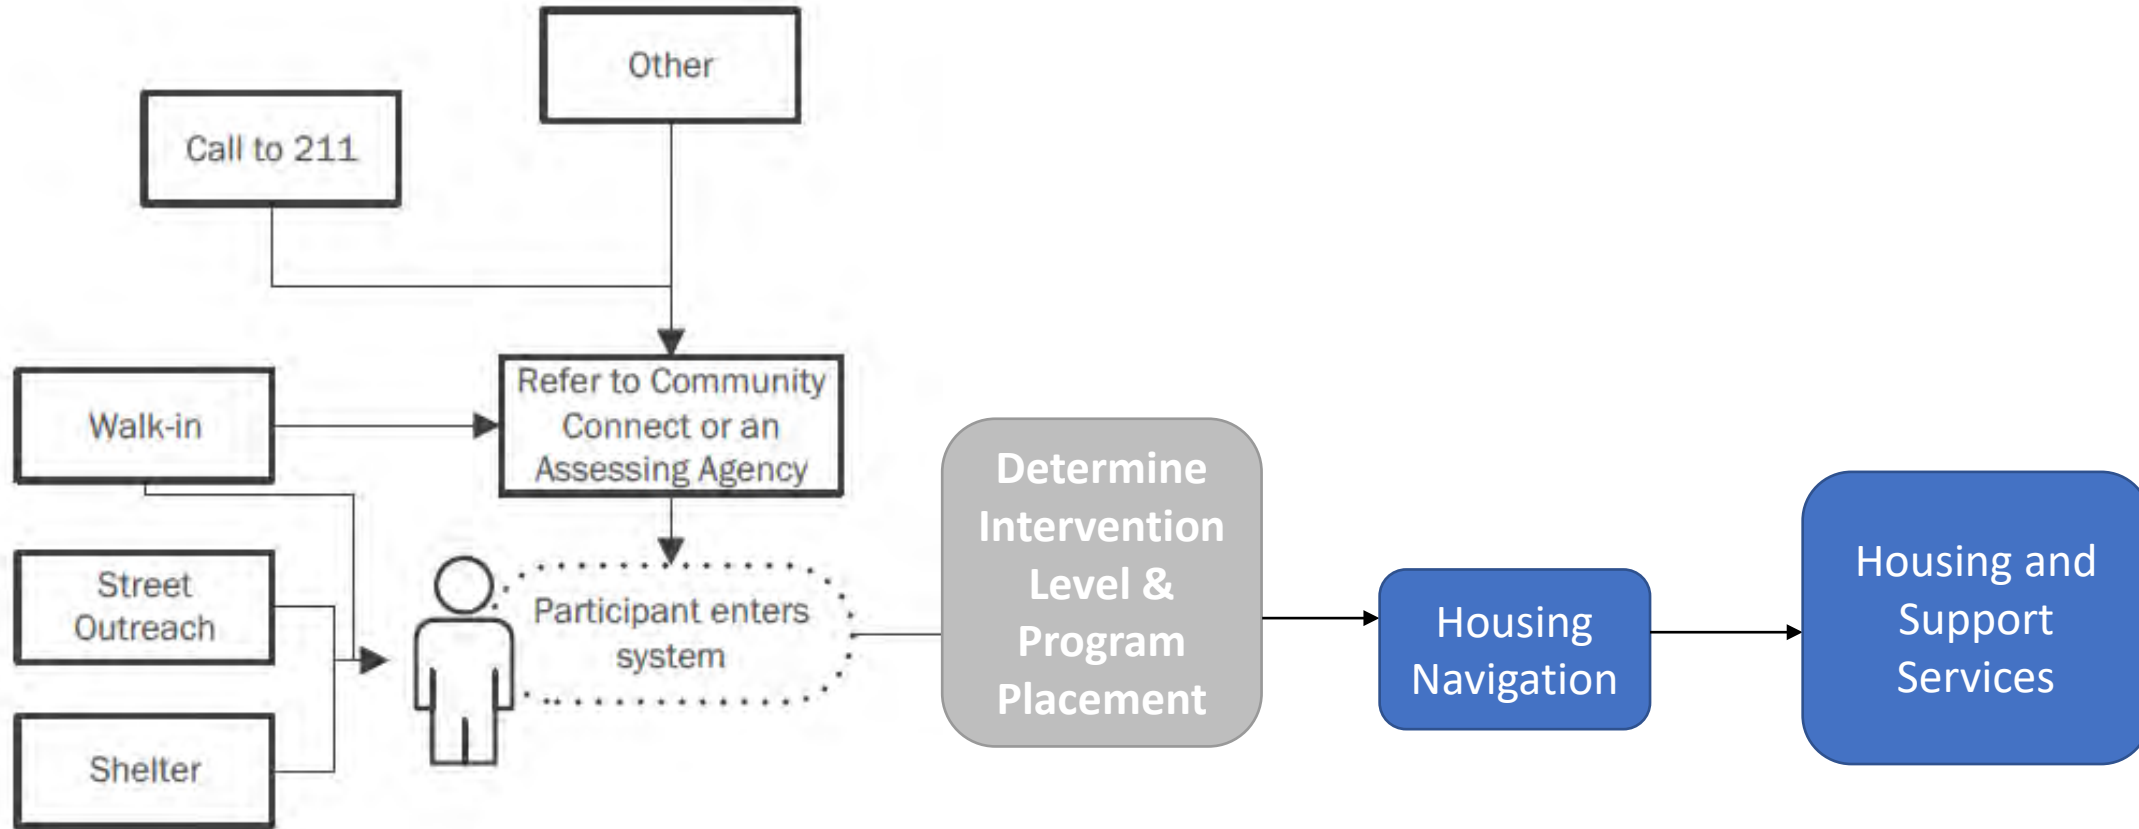 Other
Call to 211
Walk-in
Refer to Community
Connect or an
Assessing Agency
Street
Outreach
Shelter
Participant enters
system
Determine
Intervention
Level &
Program
Placement
Housing
Navigation
Housing and
Support
Services